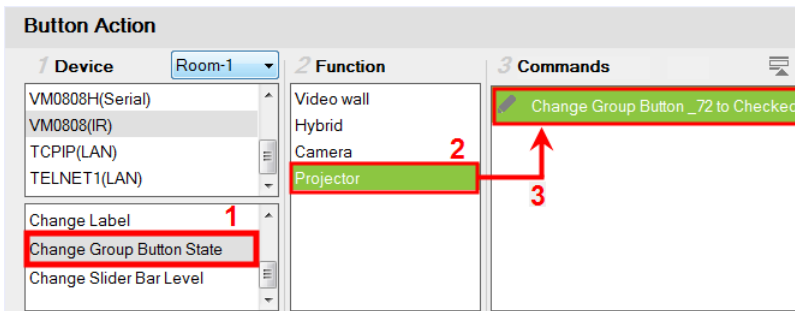 Button Action
1 Device
Room-1
2 Function
3 Commands
VM0808H(Serial)
VM0808(IR)
TCPIP(LAN)
TELNET1(LAN)
Change Label
1
Change Group Button State
Change Slider Bar Level
Video wall
Hybrid
Camera
2
Projector
Change Group Button _72 to Checked
3